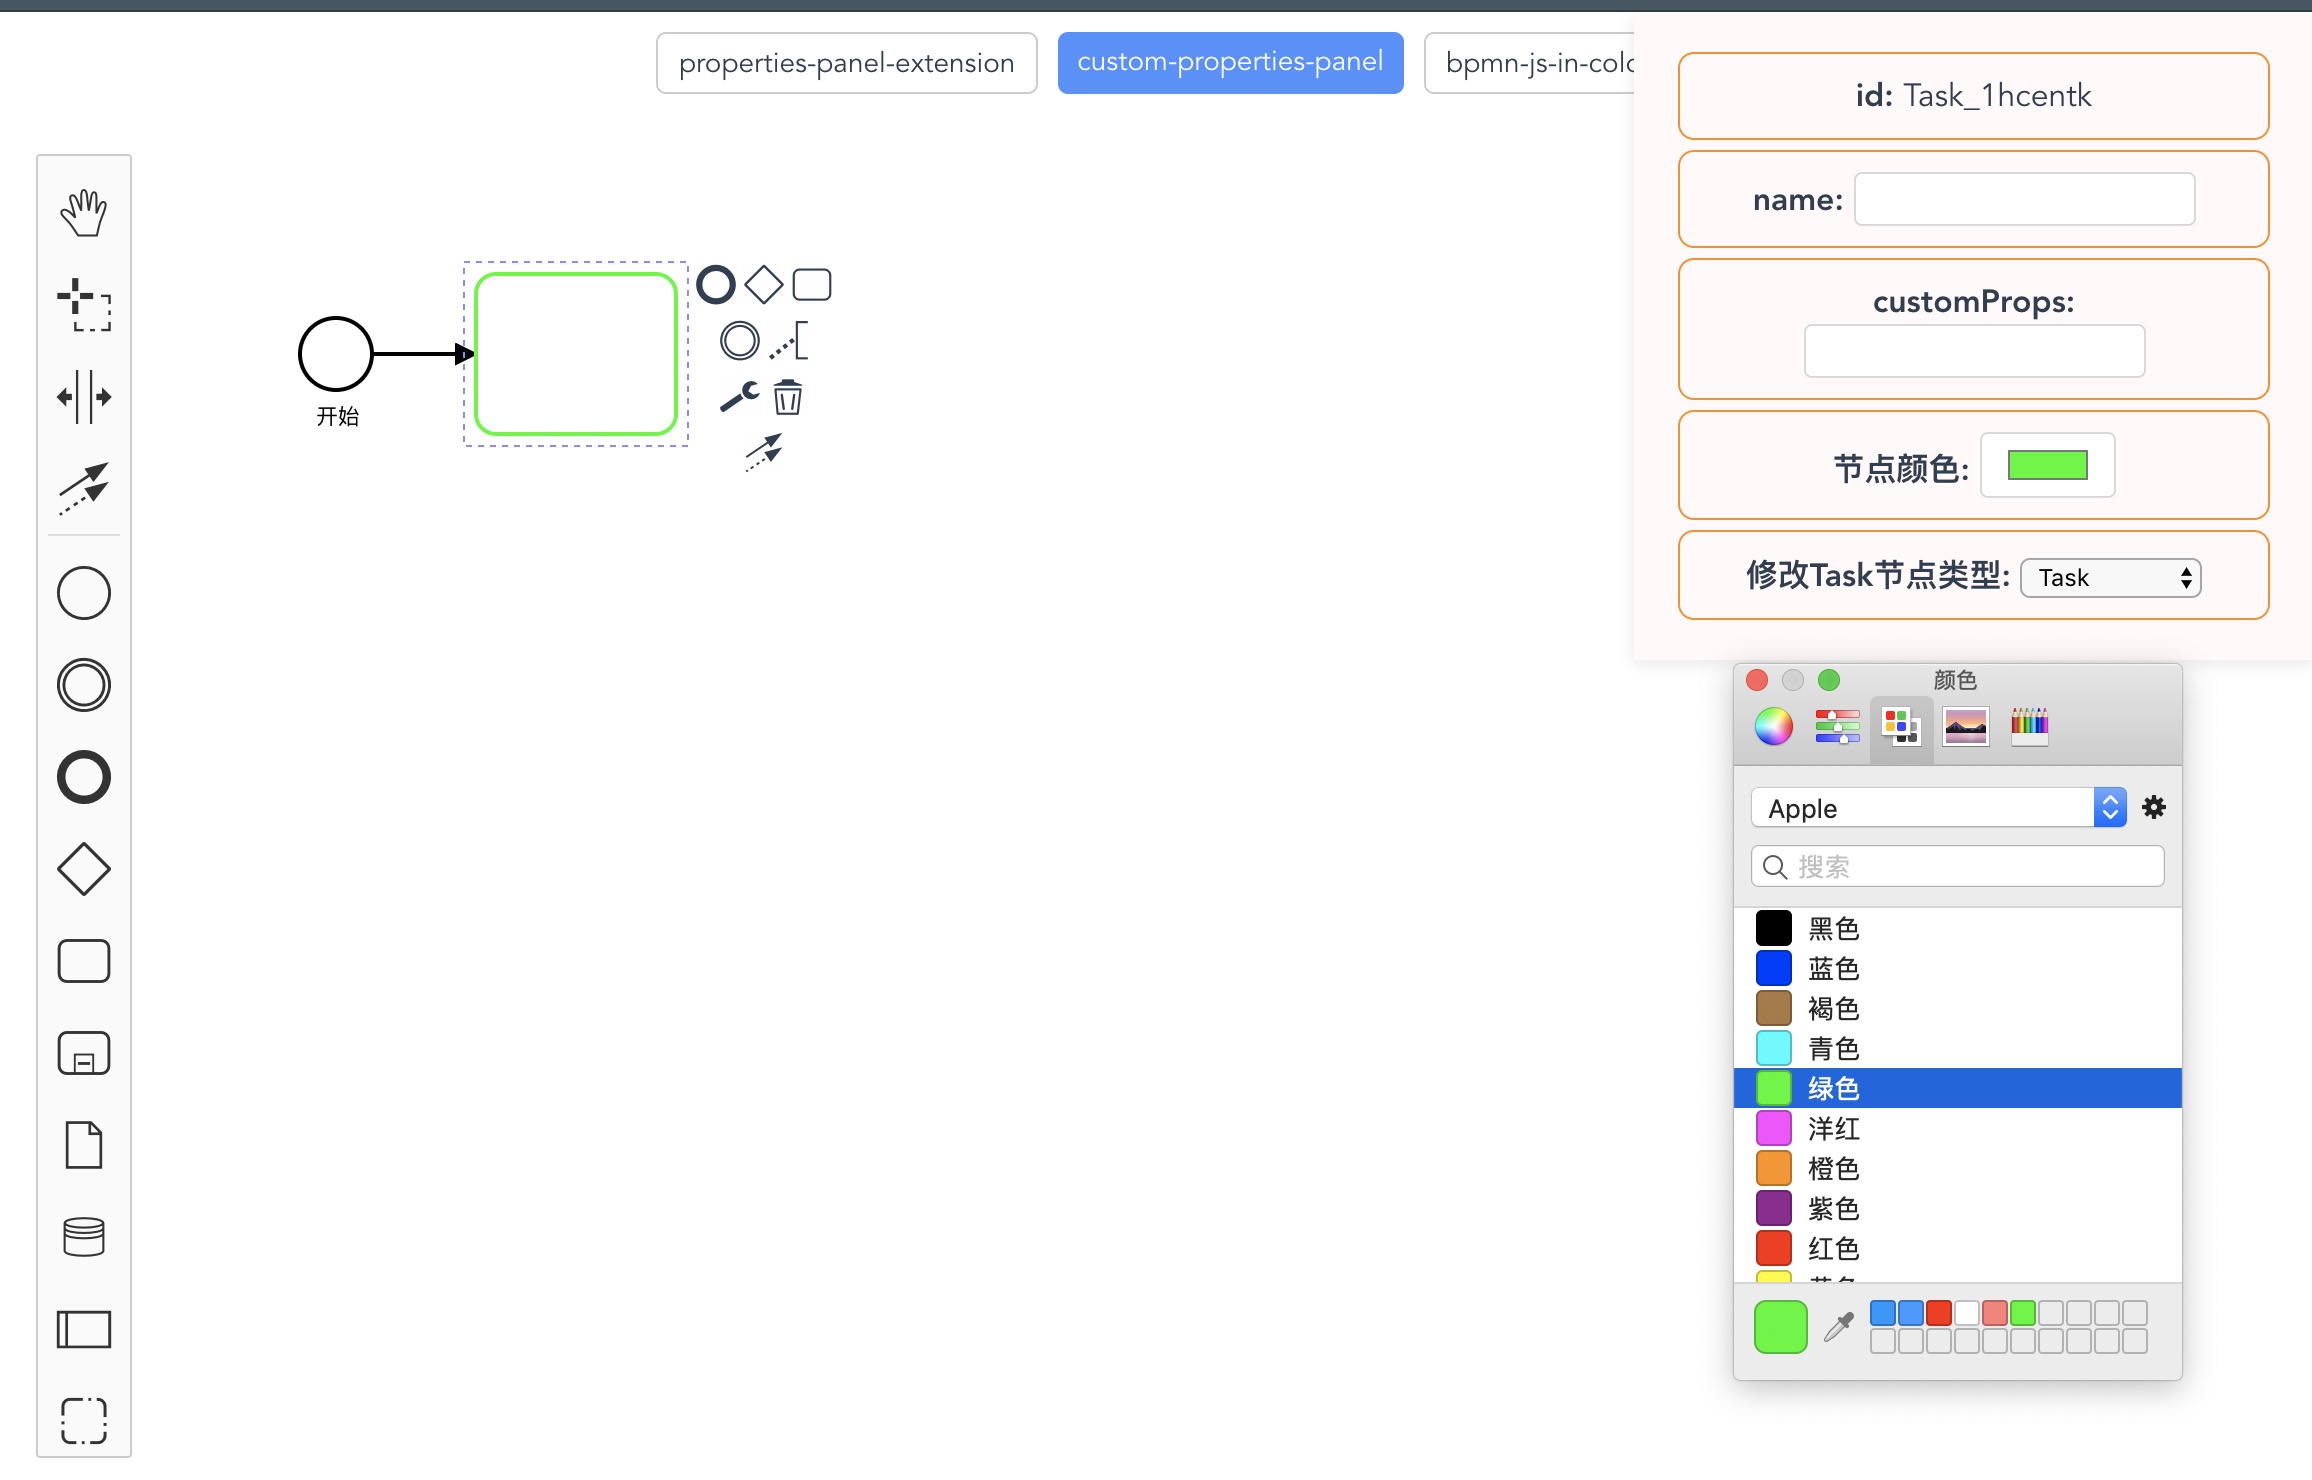 properties-panel-extension
custom-properties-panel
bpmn-js-in-colo
id: Task_1hcentk
name:
customProps:
节点颜色:
修改Task节点类型: Task
开始
颜色
Apple
搜索
黑色
蓝色
褐色
青色
绿色
洋红
橙色
紫色
红色